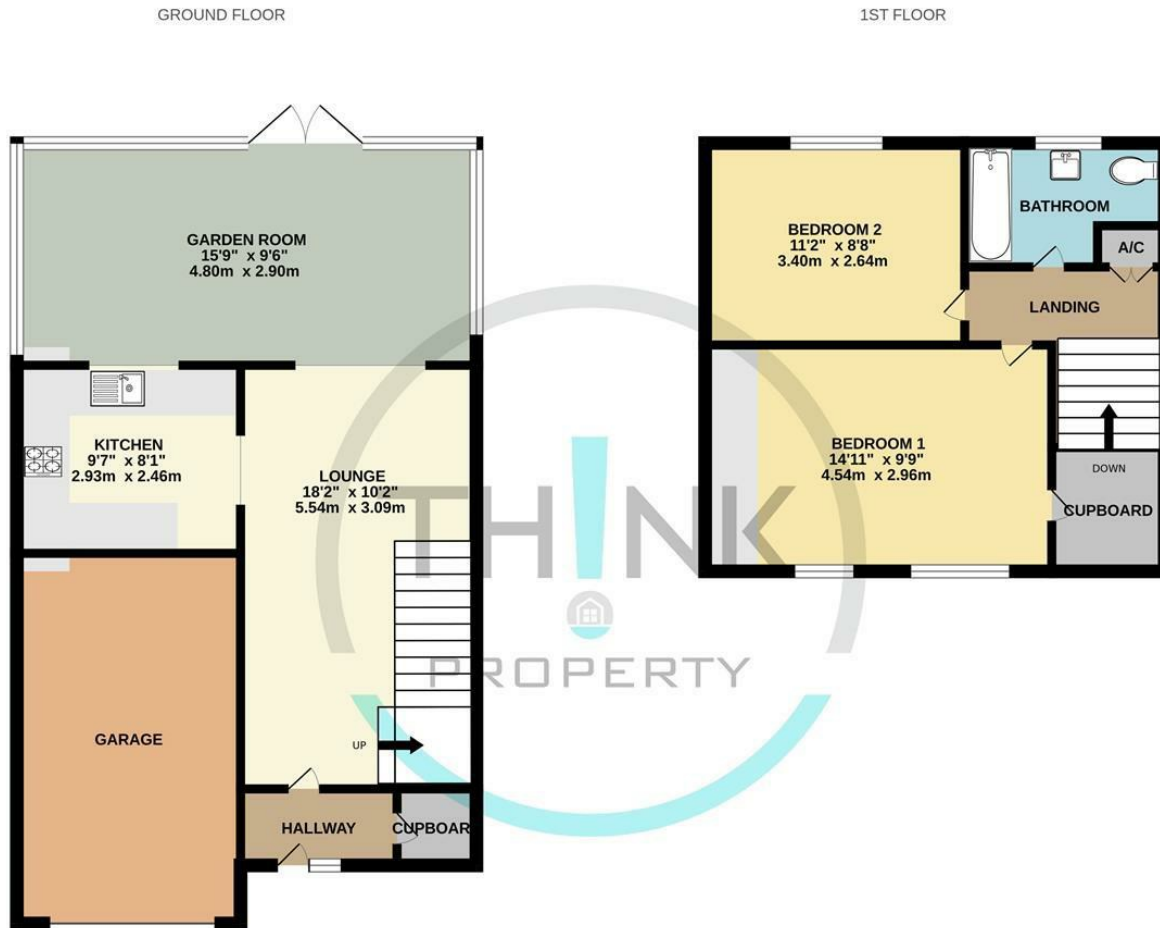 GROUND FLOOR
GARDEN ROOM
15'9" x 9'6"
4.80m x 2.90m
KITCHEN
9'7" x 8'1"
2.93m x 2.46m
LOUNGE
18'2" x 10'2"
5.54m x 3.09m
GARAGE
UP
HALLWAY
CUPBOAR
1ST FLOOR
BEDROOM 2
11'2" x 8'8"
3.40m x 2.64m
BATHROOM
A/C
LANDING
BEDROOM 1
14'11" x 9'9"
4.54m x 2.96m
DOWN
CUPBOARD
TH!NK
PROPERTY